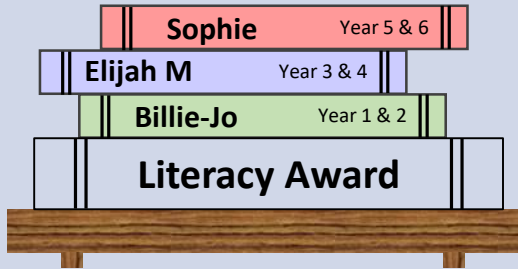 Sophie Year 5 & 6
Elijah M Year 3 & 4
Billie-Jo Year 1 & 2
Literacy Award